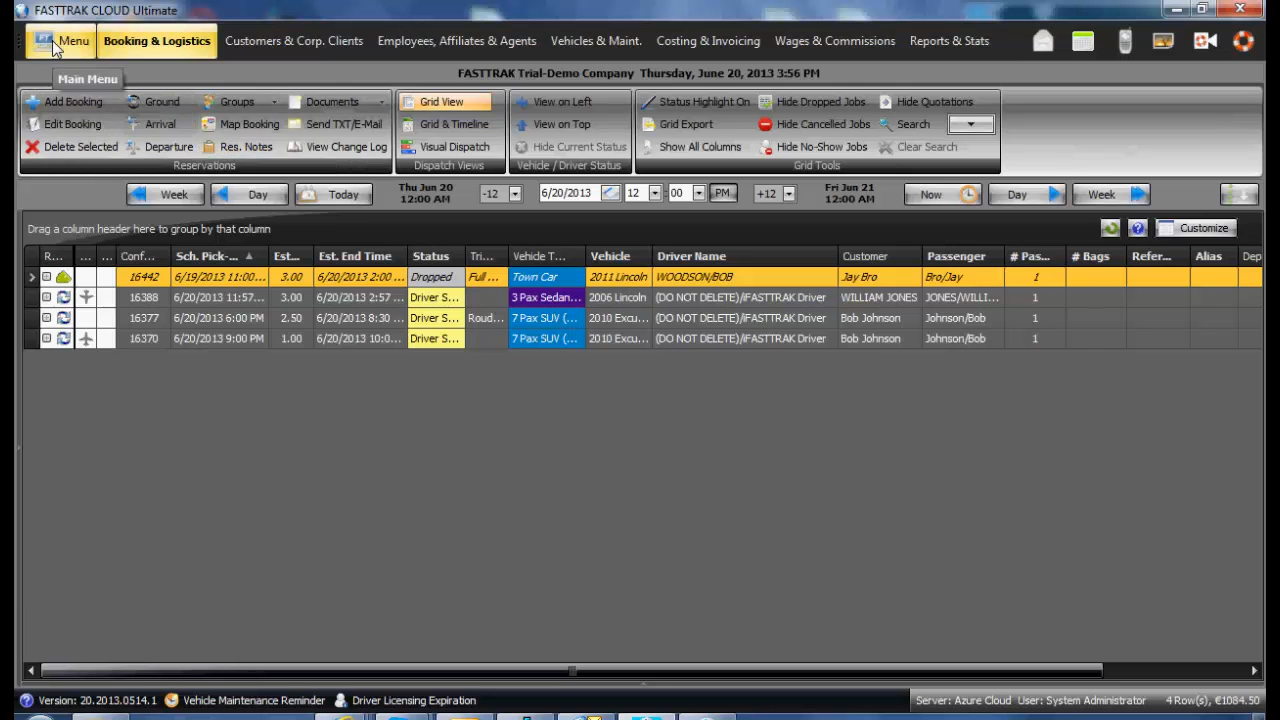 FASTTRAK CLOUD Ultimate
Menu Booking & Logistics Customers & Corp. Clients Employees, Affiliates & Agents Vehicles & Maint. Costing & Invoicing Wages & Commissions Reports & Stats
Main Menu
FASTTRAK Trial-Demo Company Thursday, June 20, 2013 3:56 PM
Add Booking Ground Groups Documents Grid View View on Left Status Highlight On Hide Dropped Jobs Hide Quotations
Edit Booking Arrival Map Booking Send TXT/E-Mail Grid & Timeline View on Top Grid Export Hide Cancelled Jobs Search
Delete Selected Departure Res. Notes View Change Log Visual Dispatch Hide Current Status Show All Columns Hide No-Show Jobs Clear Search
Reservations Dispatch Views Vehicle / Driver Status Grid Tools
Week Day Today Thu Jun 20 12:00 AM -12 6/20/2013 12 00 PM +12 Fri Jun 21 12:00 AM Now Day Week
Drag a column header here to group by that column Customize
R... ... ... Conf... Sch. Pick-... Est... Est. End Time Status Tri... Vehicle T... Vehicle Driver Name Customer Passenger # Pas... # Bags Refer... Alias Dep
16442 6/19/2013 11:00... 3.00 6/20/2013 2:00 ... Dropped Full ... Town Car 2011 Lincoln WOODSON/BOB Jay Bro Bro/Jay 1
16388 6/20/2013 11:57... 3.00 6/20/2013 2:57 ... Driver S... 3 Pax Sedan... 2006 Lincoln (DO NOT DELETE)/iFASTTRAK Driver WILLIAM JONES JONES/WILLI... 1
16377 6/20/2013 6:00 PM 2.50 6/20/2013 8:30 ... Driver S... Roud... 7 Pax SUV (... 2010 Excu... (DO NOT DELETE)/iFASTTRAK Driver Bob Johnson Johnson/Bob 1
16370 6/20/2013 9:00 PM 1.00 6/20/2013 10:0... Driver S... 7 Pax SUV (... 2010 Excu... (DO NOT DELETE)/iFASTTRAK Driver Bob Johnson Johnson/Bob 1
Version: 20.2013.0514.1 Vehicle Maintenance Reminder Driver Licensing Expiration Server: Azure Cloud User: System Administrator 4 Row(s), €1084.50